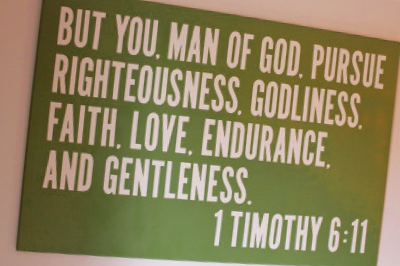 BUT YOU, MAN OF GOD, PURSUE
RIGHTEOUSNESS, GODLINESS,
FAITH, LOVE, ENDURANCE,
AND GENTLENESS.
1 TIMOTHY 6:11